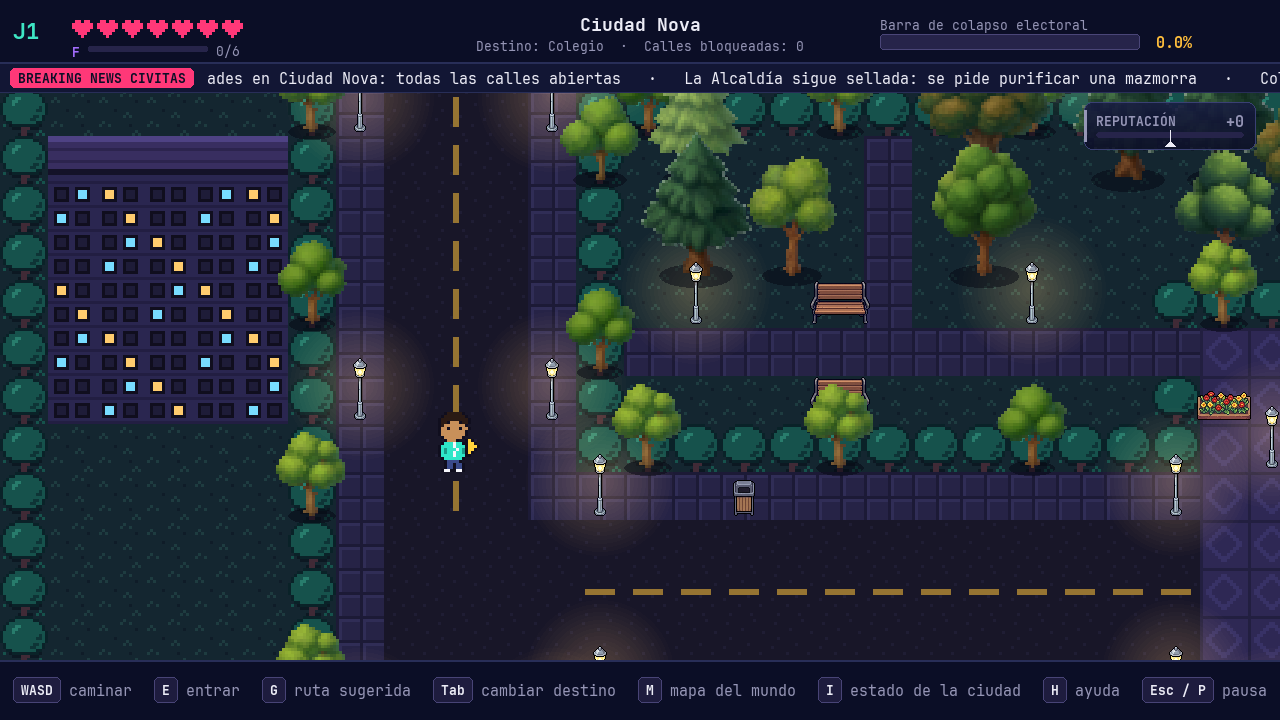 J1
F
0/6
Ciudad Nova
Destino: Colegio · Calles bloqueadas: 0
Barra de colapso electoral
0.0%
BREAKING NEWS CIVITAS ades en Ciudad Nova: todas las calles abiertas · La Alcaldía sigue sellada: se pide purificar una mazmorra · Co
REPUTACIÓN +0
WASD caminar E entrar G ruta sugerida Tab cambiar destino M mapa del mundo I estado de la ciudad H ayuda Esc / P pausa